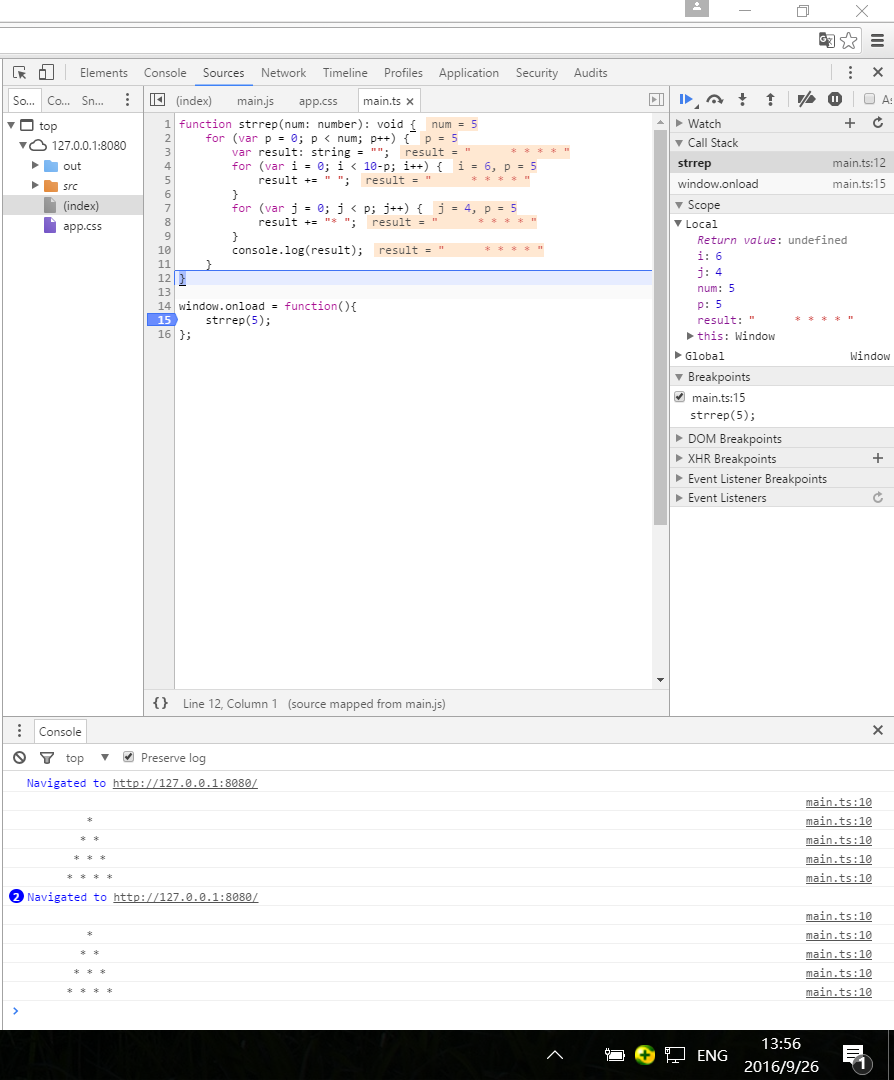 Elements Console Sources Network Timeline Profiles Application Security Audits
So... Co... Sn... (index) main.js app.css main.ts × As
top
127.0.0.1:8080
out
src
(index)
app.css
1 function strrep(num: number): void { num = 5
2 for (var p = 0; p < num; p++) { p = 5
3 var result: string = ""; result = "      * * * * "
4 for (var i = 0; i < 10-p; i++) { i = 6, p = 5
5 result += " "; result = "      * * * * "
6 }
7 for (var j = 0; j < p; j++) { j = 4, p = 5
8 result +="* "; result = "      * * * * "
9 }
10 console.log(result); result = "      * * * * "
11 }
12 }
13
14 window.onload = function(){
15 strrep(5);
16 };
{} Line 12, Column 1 (source mapped from main.js)
Watch
Call Stack
strrep main.ts:12
window.onload main.ts:15
Scope
Local
Return value: undefined
i: 6
j: 4
num: 5
p: 5
result: "      * * * * "
this: Window
Global Window
Breakpoints
main.ts:15
strrep(5);
DOM Breakpoints
XHR Breakpoints
Event Listener Breakpoints
Event Listeners
Console
top Preserve log
Navigated to http://127.0.0.1:8080/
main.ts:10
* main.ts:10
* * main.ts:10
* * * main.ts:10
* * * * main.ts:10
2 Navigated to http://127.0.0.1:8080/
main.ts:10
* main.ts:10
* * main.ts:10
* * * main.ts:10
* * * * main.ts:10
>
ENG 13:56
2016/9/26 1